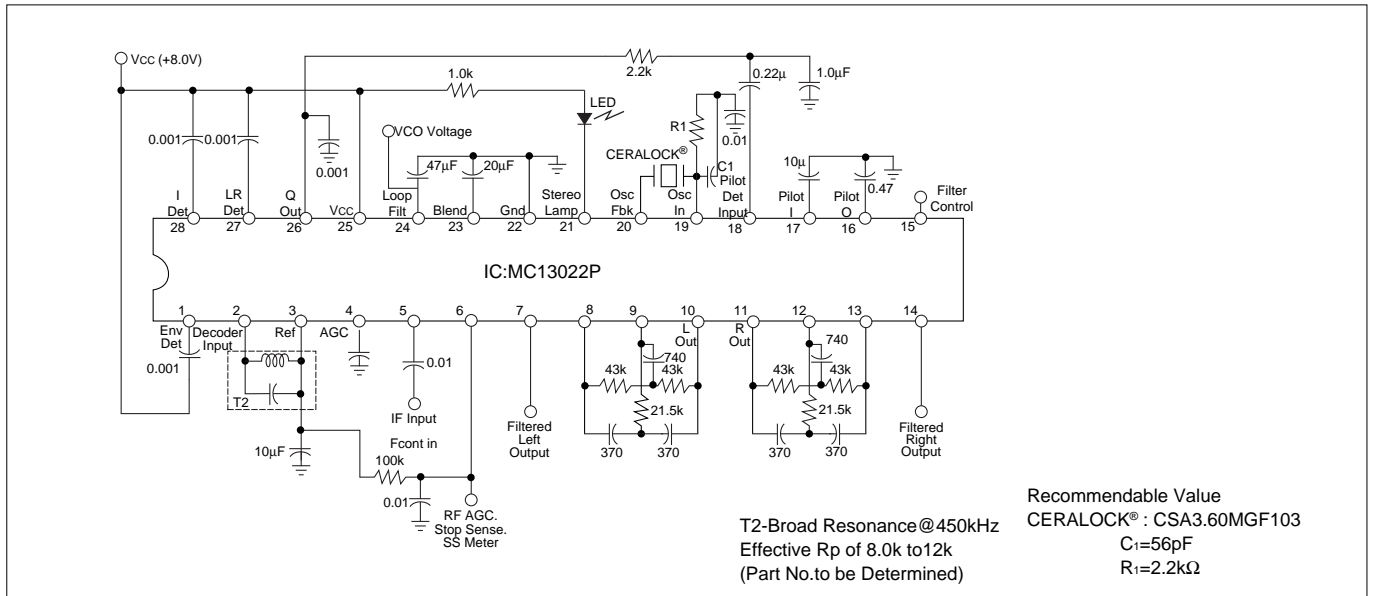 Vcc (+8.0V)
2.2k
0.22µ
1.0µF
1.0k
LED
R1
0.01
0.001
0.001
VCO Voltage
CERALOCK®
0.001
47µF
20µF
C1
10µ
0.47
I Det
LR Det
Q Out
Vcc
Loop Filt
Blend
Gnd
Stereo Lamp
Osc Fbk
Osc In
Pilot Det Input
Pilot I
Pilot O
Filter Control
28
27
26
25
24
23
22
21
20
19
18
17
16
15
IC:MC13022P
1
2
3
4
5
6
7
8
9
10
11
12
13
14
Env Det
Decoder Input
Ref
AGC
L Out
R Out
0.001
T2
0.01
IF Input
740
43k
43k
21.5k
370
370
740
43k
43k
21.5k
370
370
Filtered Left Output
Filtered Right Output
10µF
Fcont in
100k
0.01
RF AGC.
Stop Sense.
SS Meter
T2-Broad Resonance@450kHz
Effective Rp of 8.0k to12k
(Part No.to be Determined)
Recommendable Value
CERALOCK® : CSA3.60MGF103
C1=56pF
R1=2.2kΩ